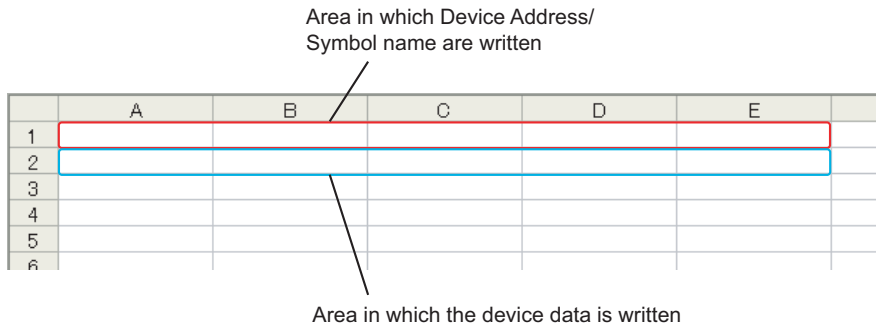 Area in which Device Address/
Symbol name are written
A B C D E
1
2
3
4
5
6
Area in which the device data is written